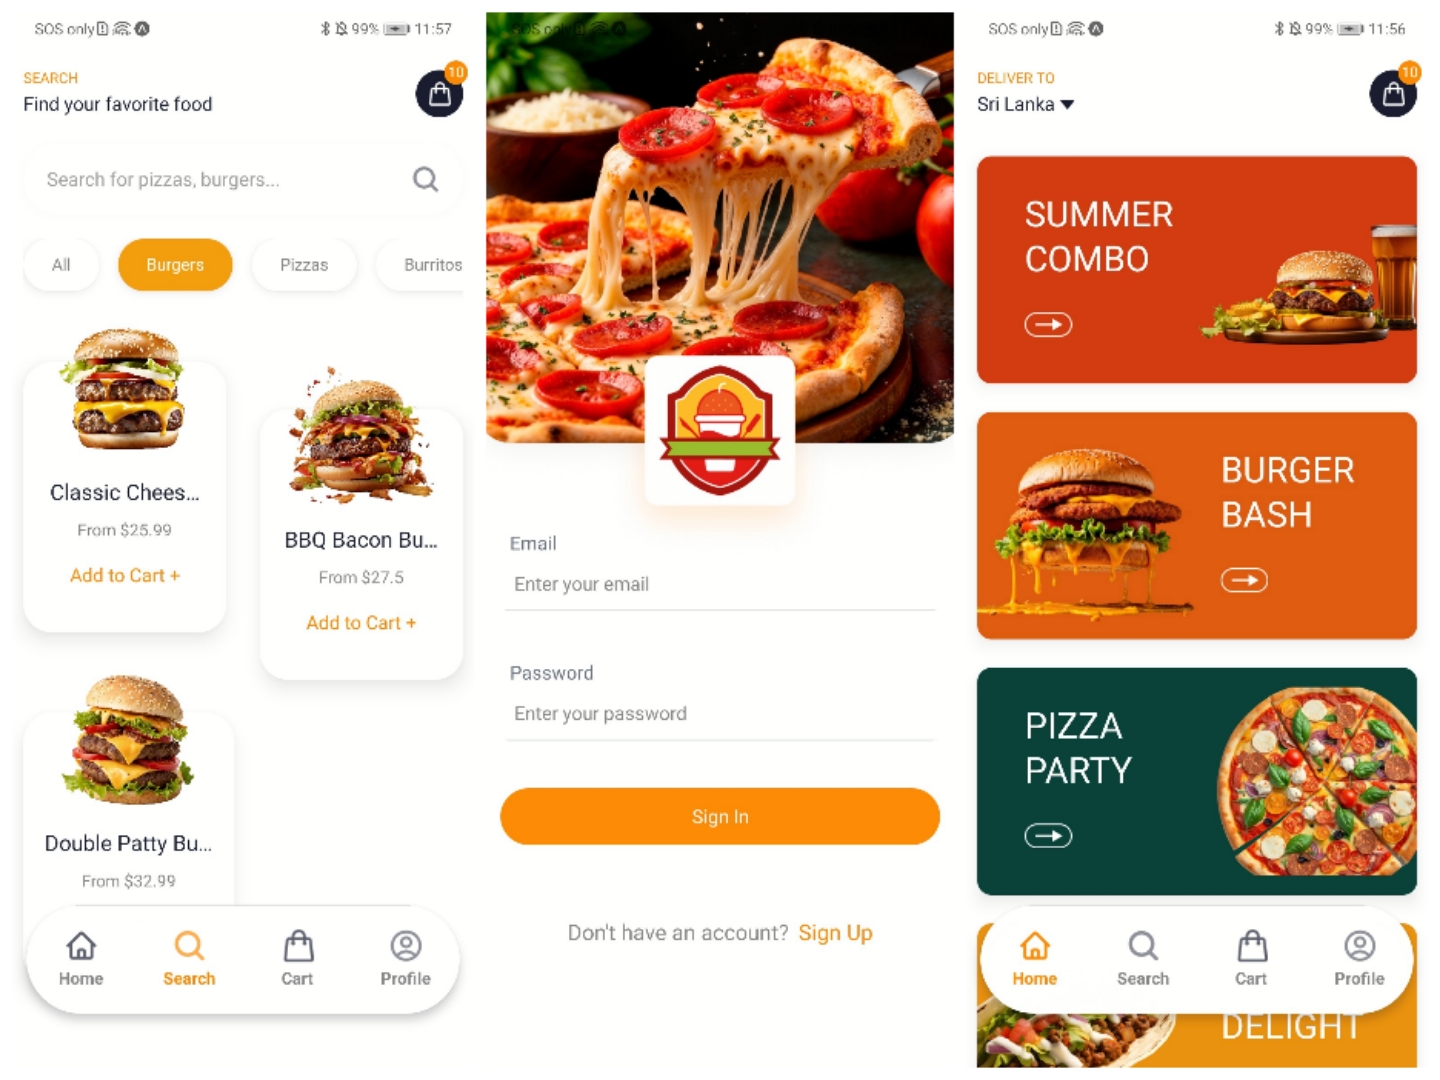 SOS only
99%
11:57
SEARCH
Find your favorite food
10
Search for pizzas, burgers...
All
Burgers
Pizzas
Burritos
Classic Chees...
From $25.99
Add to Cart +
BBQ Bacon Bu...
From $27.5
Add to Cart +
Double Patty Bu...
From $32.99
Home
Search
Cart
Profile
SOS only
Email
Enter your email
Password
Enter your password
Sign In
Don't have an account? Sign Up
SOS only
99%
11:56
DELIVER TO
Sri Lanka
10
SUMMER
COMBO
BURGER
BASH
PIZZA
PARTY
DELIGHT
Home
Search
Cart
Profile